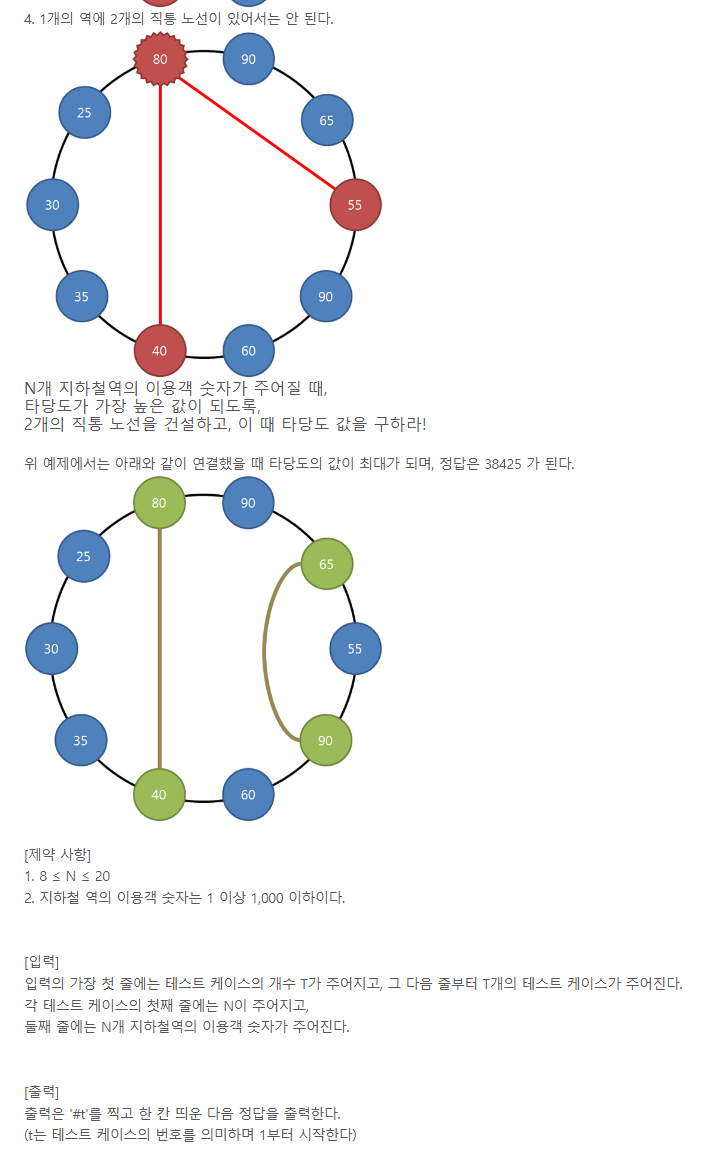 4. 1개의 역에 2개의 직통 노선이 있어서는 안 된다.
80
90
25
65
30
55
35
90
40
60
N개 지하철역의 이용객 숫자가 주어질 때,
타당도가 가장 높은 값이 되도록,
2개의 직통 노선을 건설하고, 이 때 타당도 값을 구하라!
위 예제에서는 아래와 같이 연결했을 때 타당도의 값이 최대가 되며, 정답은 38425 가 된다.
80
90
25
65
30
55
35
90
40
60
[제약 사항]
1. 8 ≤ N ≤ 20
2. 지하철 역의 이용객 숫자는 1 이상 1,000 이하이다.
[입력]
입력의 가장 첫 줄에는 테스트 케이스의 개수 T가 주어지고, 그 다음 줄부터 T개의 테스트 케이스가 주어진다.
각 테스트 케이스의 첫째 줄에는 N이 주어지고,
둘째 줄에는 N개 지하철역의 이용객 숫자가 주어진다.
[출력]
출력은 '#t'를 찍고 한 칸 띄운 다음 정답을 출력한다.
(t는 테스트 케이스의 번호를 의미하며 1부터 시작한다)